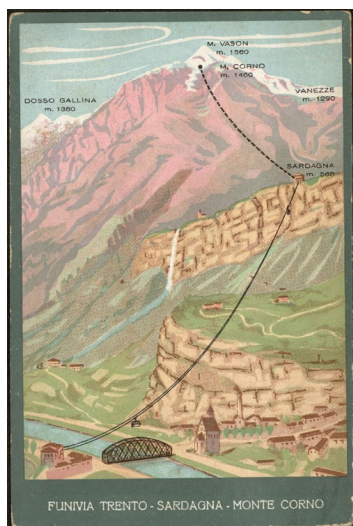 M. VASON
m. 1560
M. CORNO
m. 1460
DOSSO GALLINA
m. 1380
VANEZZE
m. 1290
SARDAGNA
m. 568
FUNIVIA TRENTO - SARDAGNA - MONTE CORNO